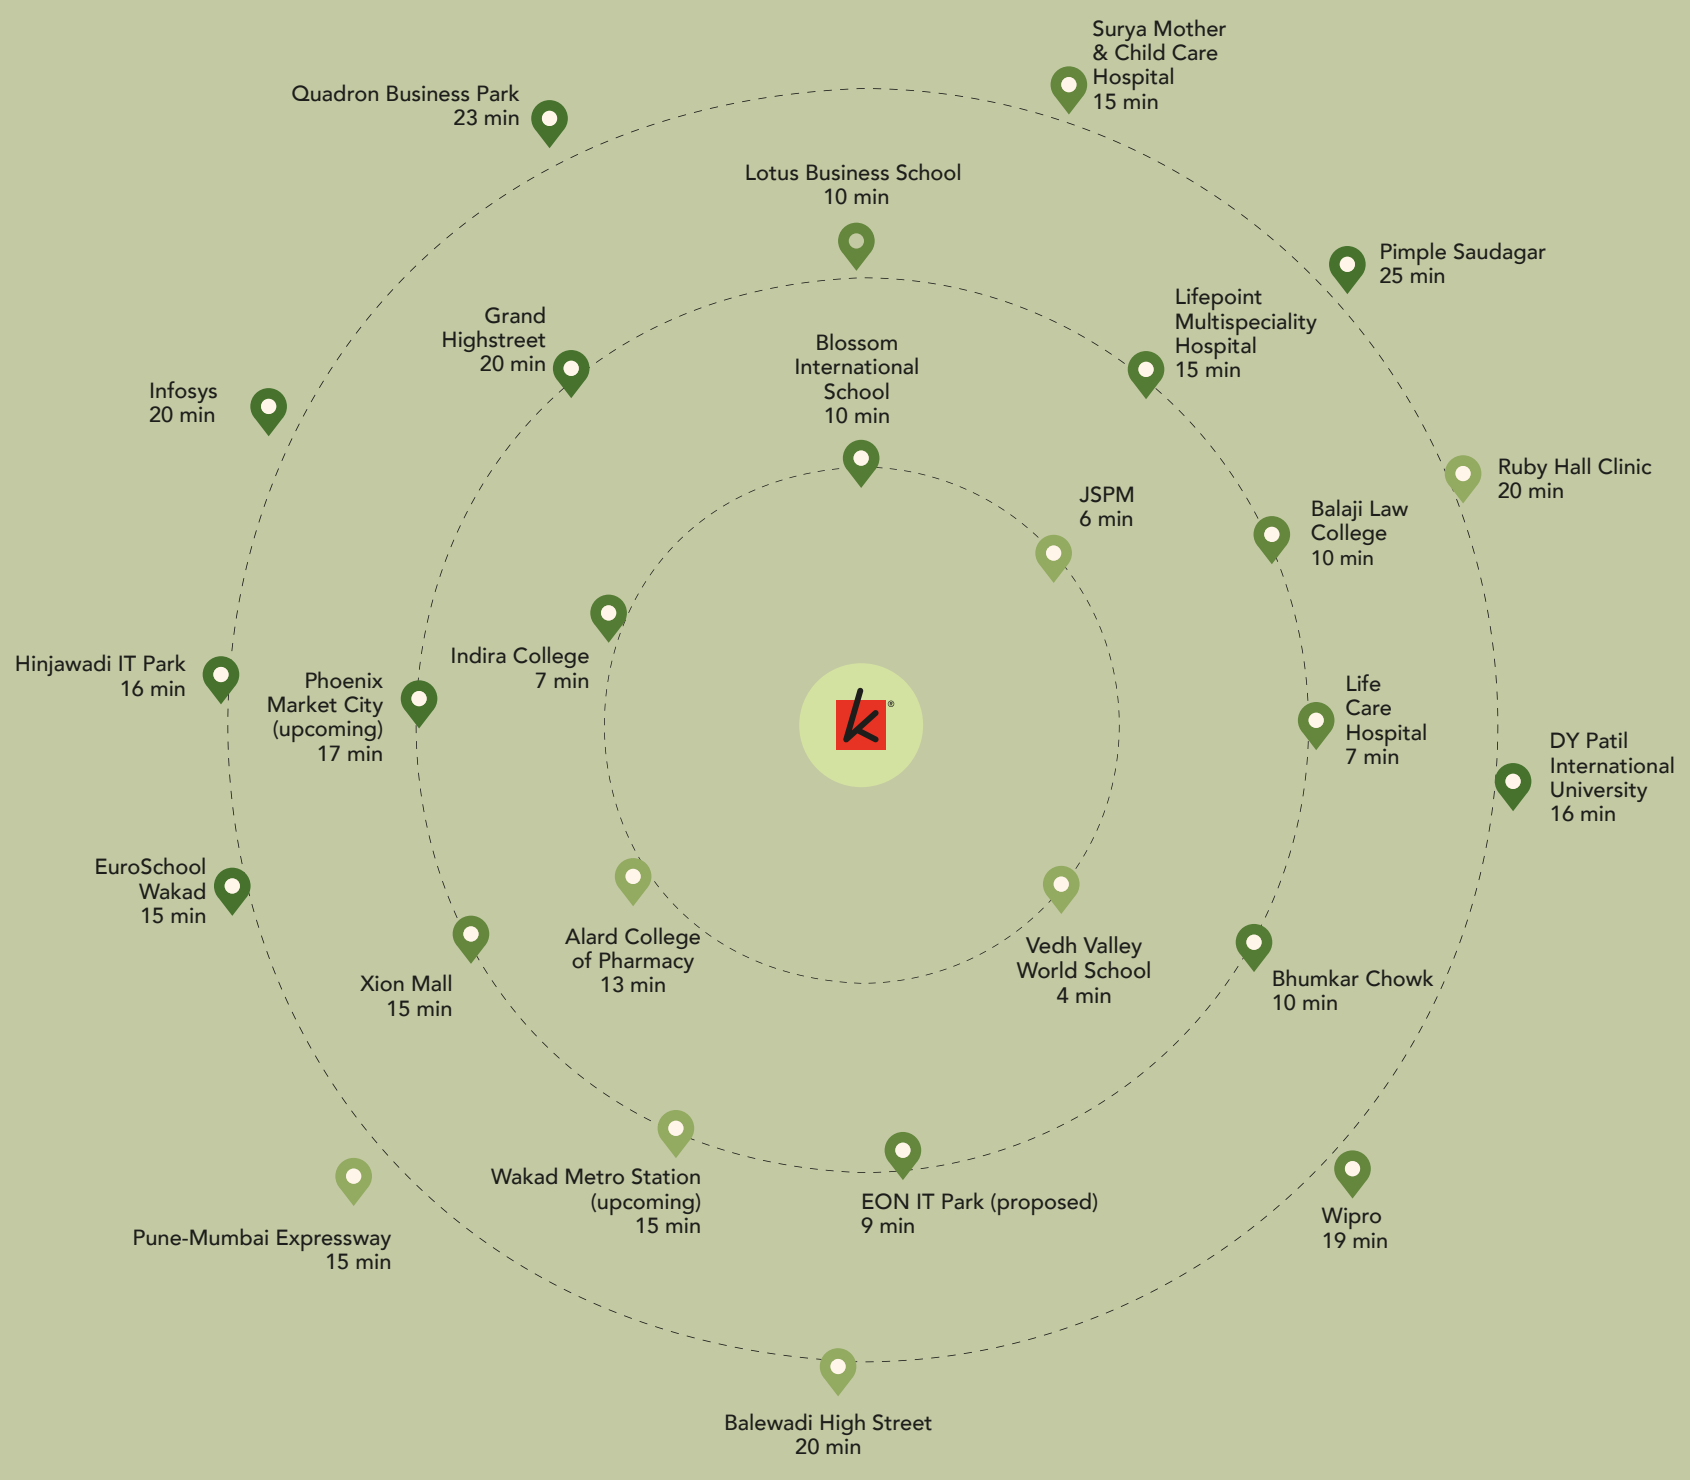 Surya Mother
& Child Care
Hospital
15 min
Quadron Business Park
23 min
Lotus Business School
10 min
Pimple Saudagar
25 min
Lifepoint
Multispeciality
Hospital
15 min
Grand
Highstreet
20 min
Blossom
International
School
10 min
Infosys
20 min
Ruby Hall Clinic
20 min
JSPM
6 min
Balaji Law
College
10 min
Indira College
7 min
Hinjawadi IT Park
16 min
Phoenix
Market City
(upcoming)
17 min
k®
Life
Care
Hospital
7 min
DY Patil
International
University
16 min
EuroSchool
Wakad
15 min
Alard College
of Pharmacy
13 min
Vedh Valley
World School
4 min
Xion Mall
15 min
Bhumkar Chowk
10 min
Wakad Metro Station
(upcoming)
15 min
EON IT Park (proposed)
9 min
Wipro
19 min
Pune-Mumbai Expressway
15 min
Balewadi High Street
20 min